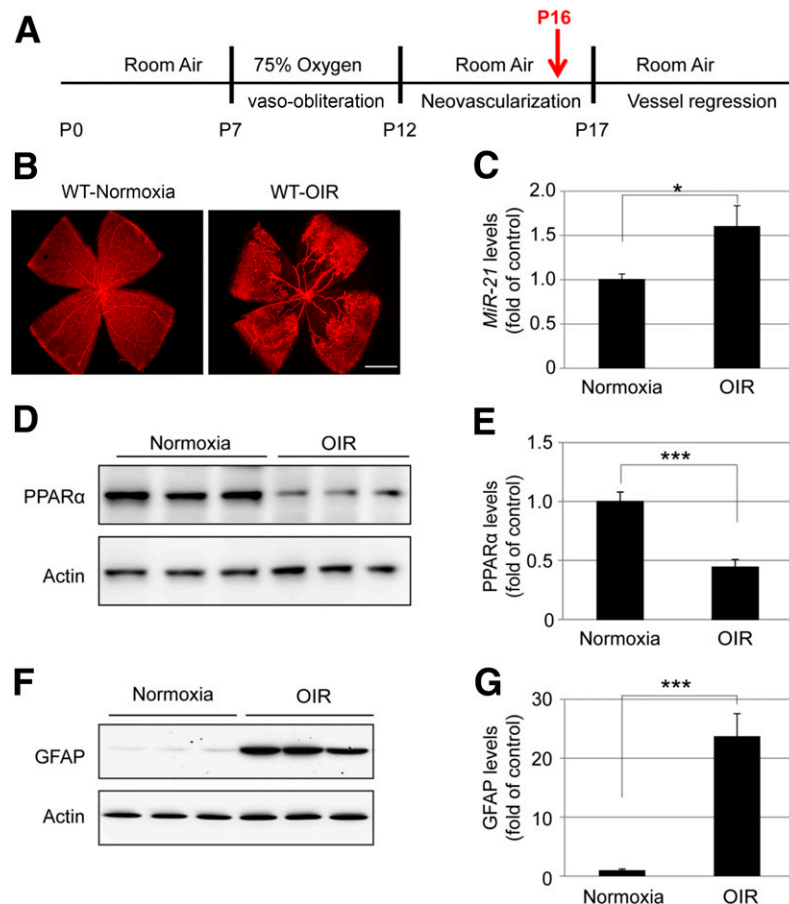 A
P16
Room Air
75% Oxygen
Room Air
Room Air
vaso-obliteration
Neovascularization
Vessel regression
P0
P7
P12
P17
B
WT-Normoxia
WT-OIR
C
MiR-21 levels
(fold of control)
2.0
1.5
1.0
0.5
0
*
Normoxia
OIR
D
Normoxia
OIR
PPARα
Actin
E
PPARα levels
(fold of control)
1.5
1.0
0.5
0
***
Normoxia
OIR
F
Normoxia
OIR
GFAP
Actin
G
GFAP levels
(fold of control)
30
20
10
0
***
Normoxia
OIR